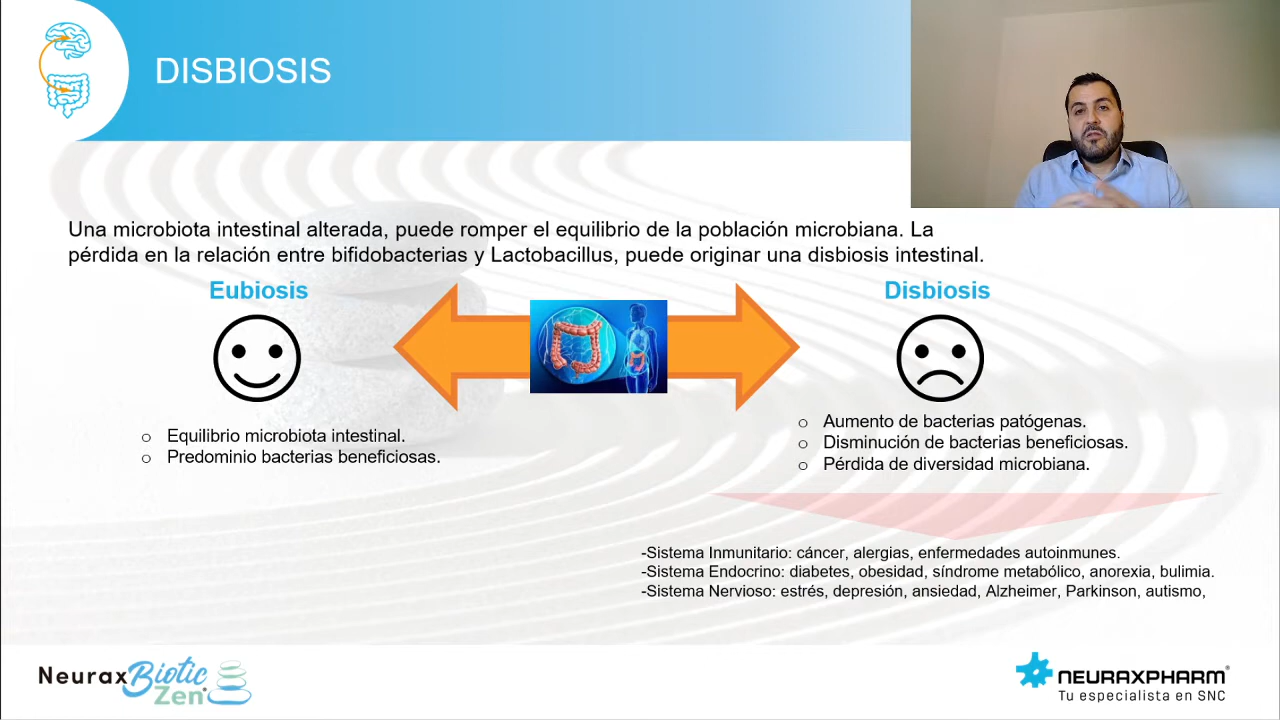 DISBIOSIS
Una microbiota intestinal alterada, puede romper el equilibrio de la población microbiana. La
pérdida en la relación entre bifidobacterias y Lactobacillus, puede originar una disbiosis intestinal.
Eubiosis
o Equilibrio microbiota intestinal.
o Predominio bacterias beneficiosas.
Disbiosis
o Aumento de bacterias patógenas.
o Disminución de bacterias beneficiosas.
o Pérdida de diversidad microbiana.
-Sistema Inmunitario: cáncer, alergias, enfermedades autoinmunes.
-Sistema Endocrino: diabetes, obesidad, síndrome metabólico, anorexia, bulimia.
-Sistema Nervioso: estrés, depresión, ansiedad, Alzheimer, Parkinson, autismo,
NeuraxBiotic
Zen®
NEURAXPHARM®
Tu especialista en SNC